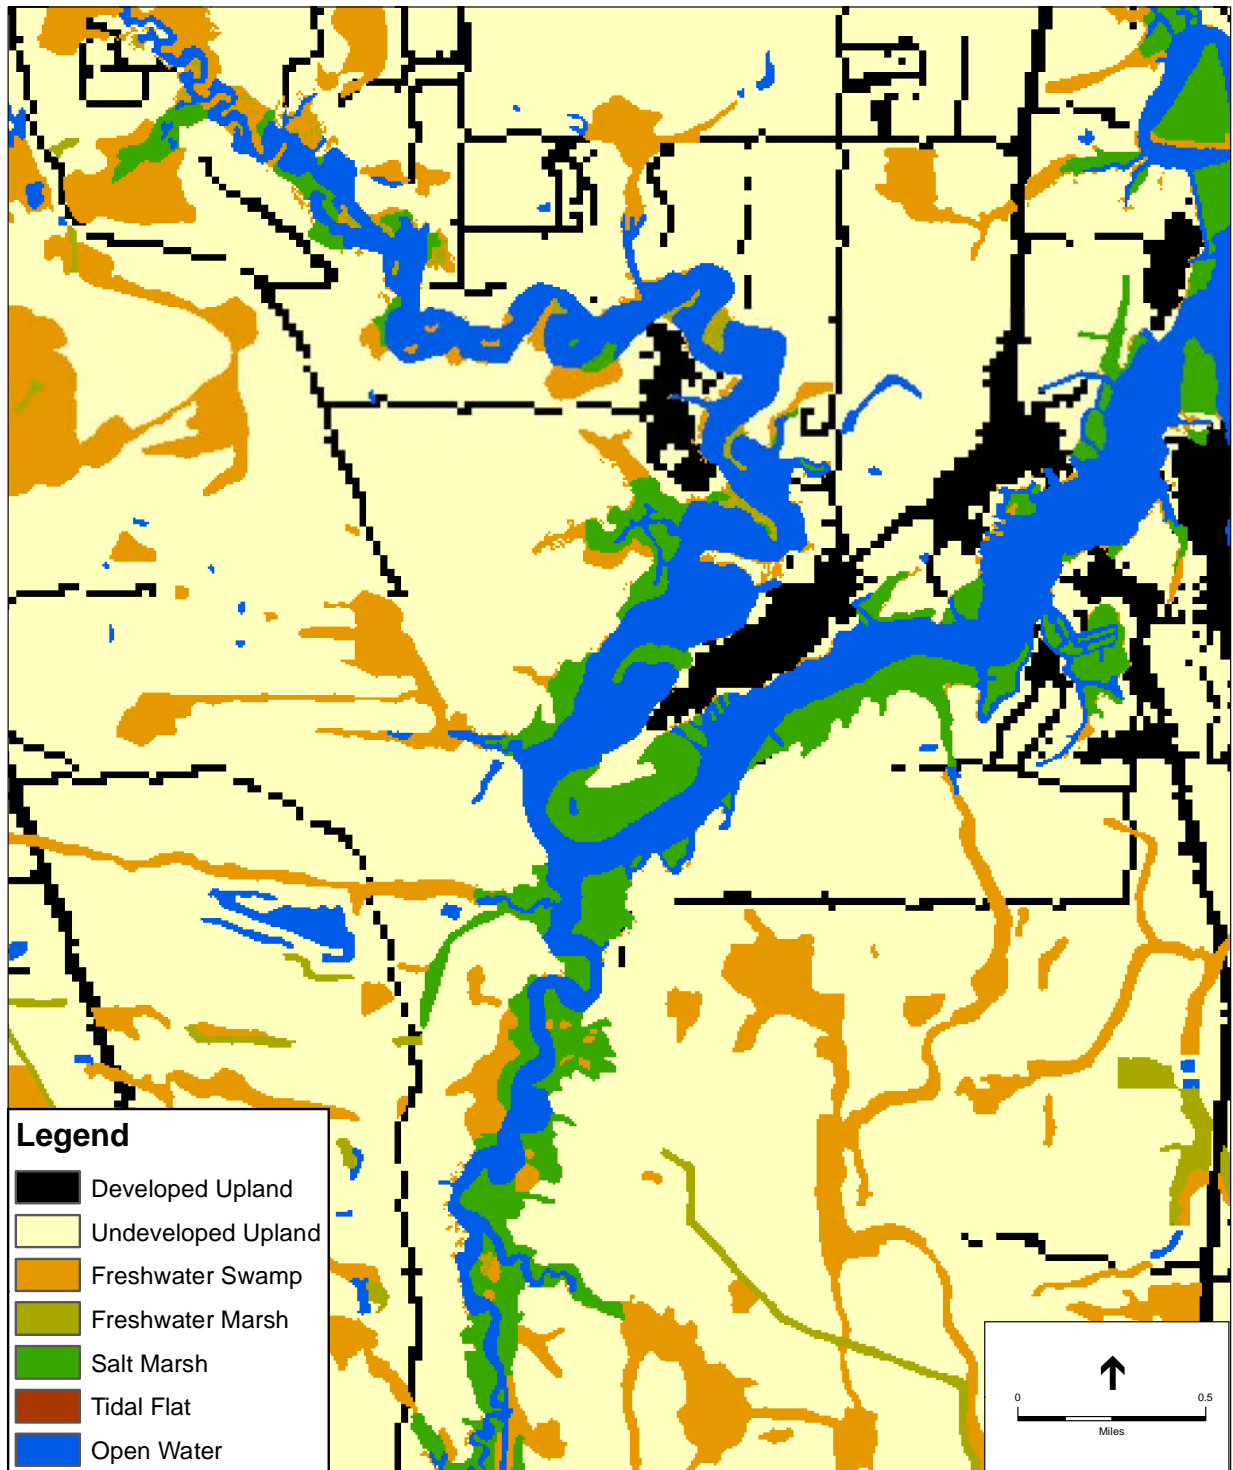 Legend
Developed Upland
Undeveloped Upland
Freshwater Swamp
Freshwater Marsh
Salt Marsh
Tidal Flat
Open Water
0 0.5
Miles